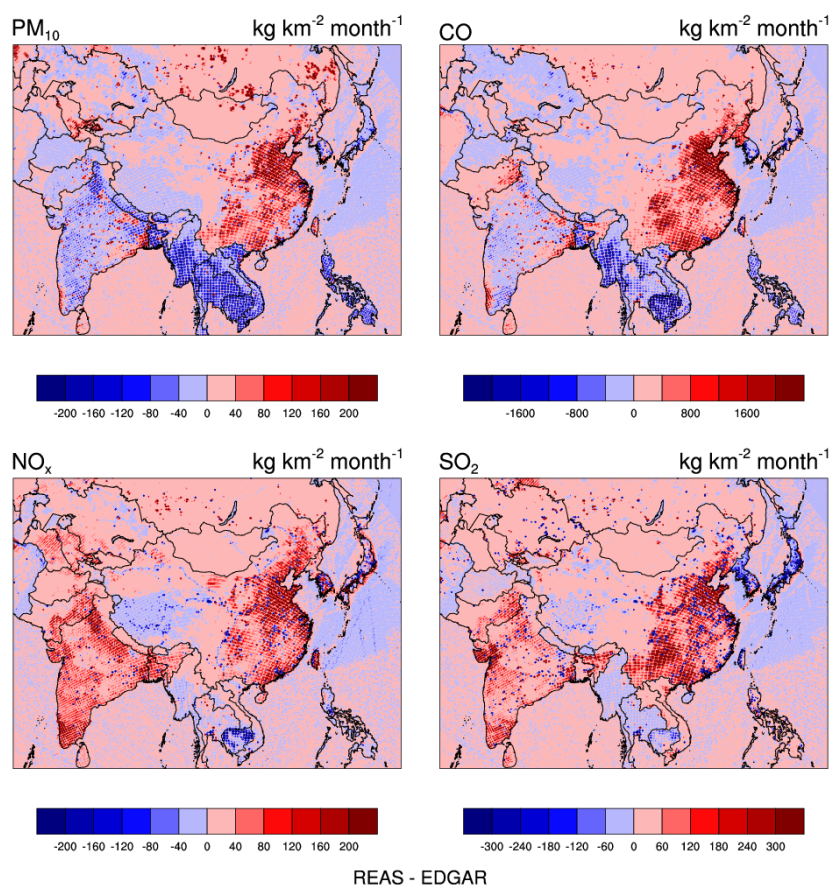 PM10 kg km-2 month-1
CO kg km-2 month-1
-200 -160 -120 -80 -40 0 40 80 120 160 200
-1600 -800 0 800 1600
NOx kg km-2 month-1
SO2 kg km-2 month-1
-200 -160 -120 -80 -40 0 40 80 120 160 200
-300 -240 -180 -120 -60 0 60 120 180 240 300
REAS - EDGAR